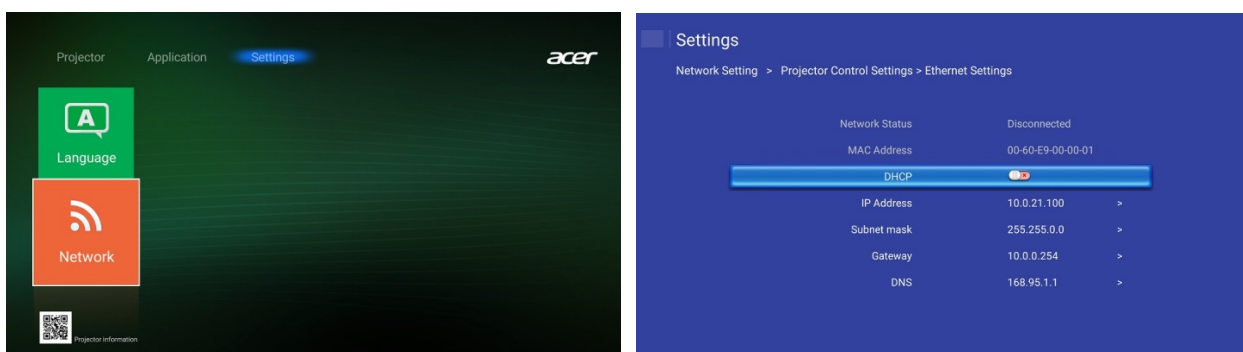 Projector Application Settings acer
A
Language
Network
Projector information
Settings
Network Setting > Projector Control Settings > Ethernet Settings
Network Status Disconnected
MAC Address 00-60-E9-00-00-01
DHCP
IP Address 10.0.21.100 >
Subnet mask 255.255.0.0 >
Gateway 10.0.0.254 >
DNS 168.95.1.1 >